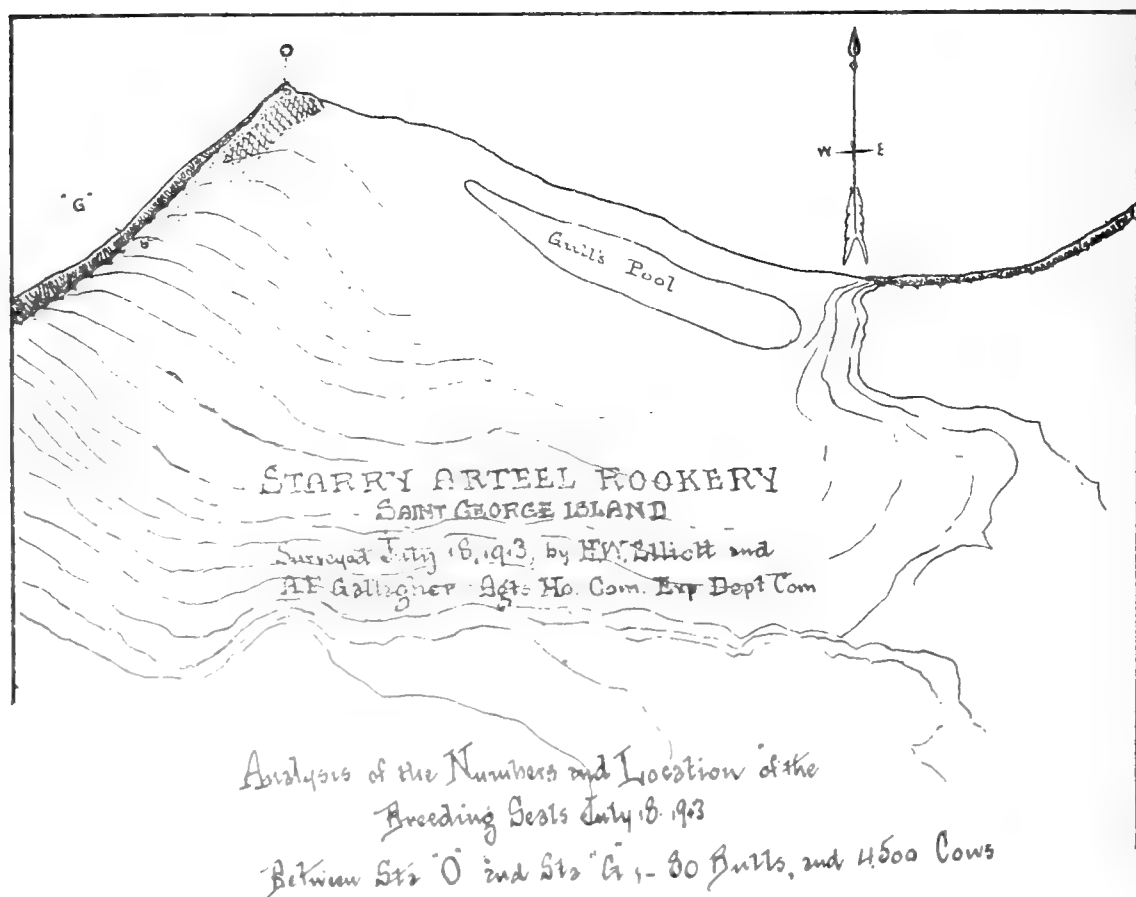 O
W E
"G"
Gull's Pool
STARRY ARTEEL ROOKERY
SAINT GEORGE ISLAND
Surveyed July 18, 1913, by H.W. Elliott and
A.F. Gallagher Agts Ho. Com. Exp Dept Com
Analysis of the Numbers and Location of the
Breeding Seals July 18. 1913
Between Sta "O" and Sta "G", - 80 Bulls, and 4,500 Cows